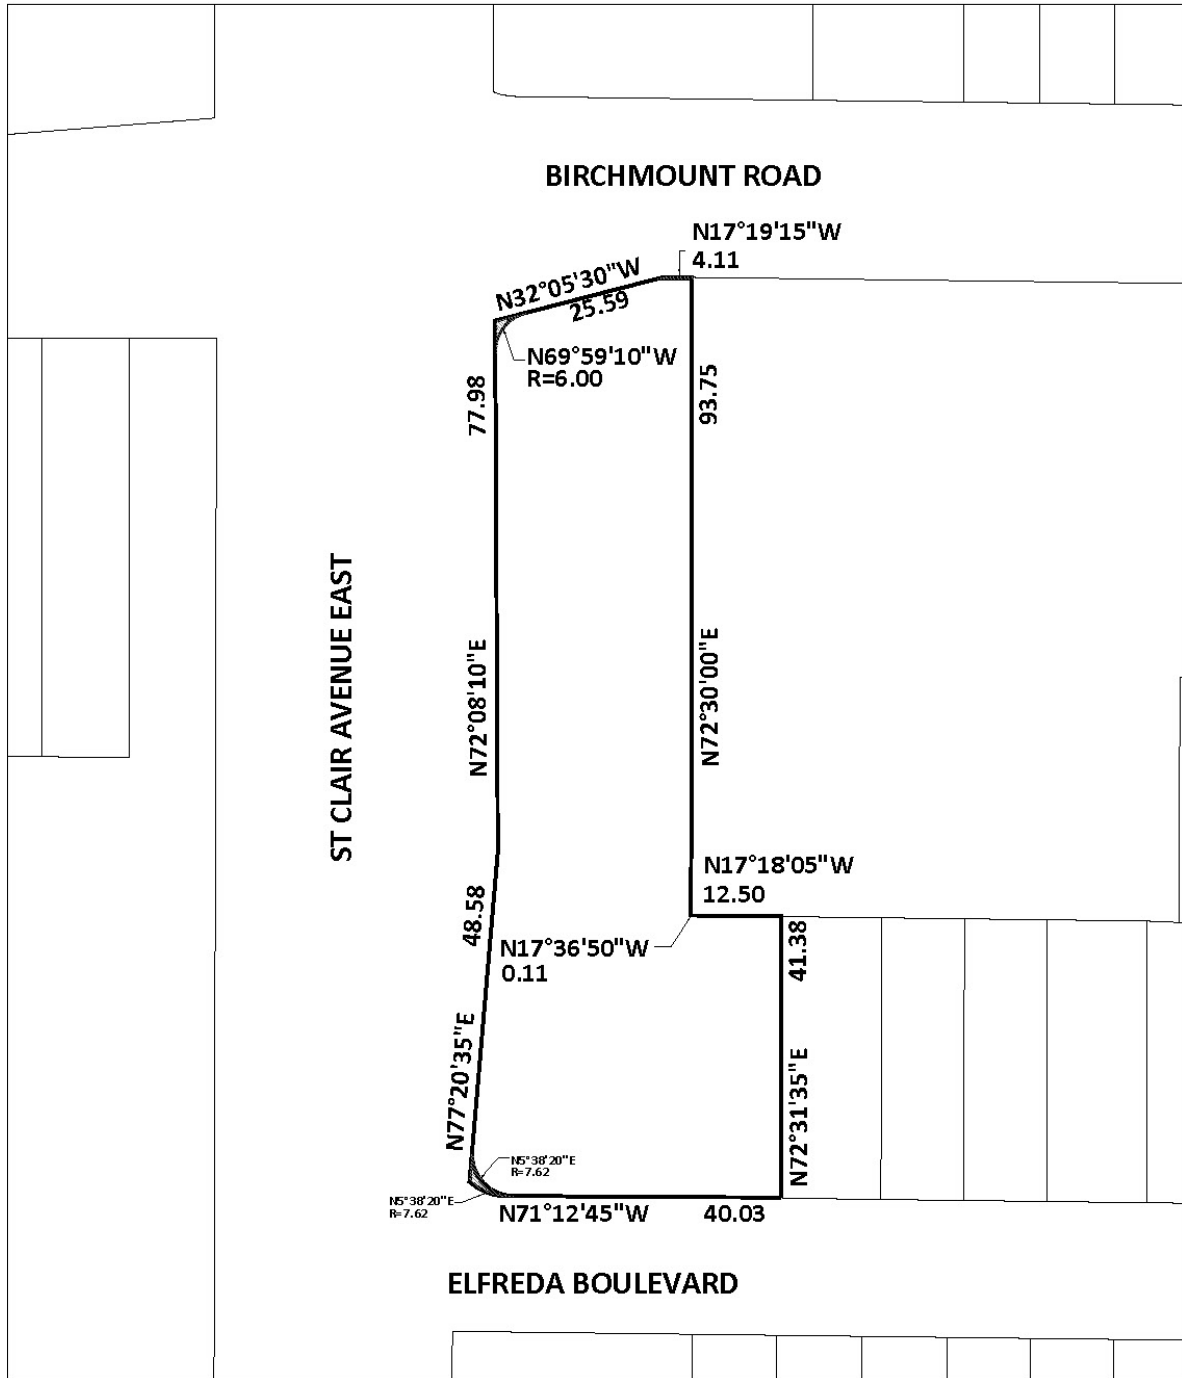 BIRCHMOUNT ROAD
N17°19'15"W
4.11
N32°05'30"W
25.59
N69°59'10"W
R=6.00
77.98
93.75
ST CLAIR AVENUE EAST
N72°08'10"E
N72°30'00"E
N17°18'05"W
12.50
48.58
N17°36'50"W
0.11
41.38
N77°20'35"E
N72°31'35"E
N5°38'20"E
R=7.62
N5°38'20"E
R=7.62
N71°12'45"W
40.03
ELFREDA BOULEVARD